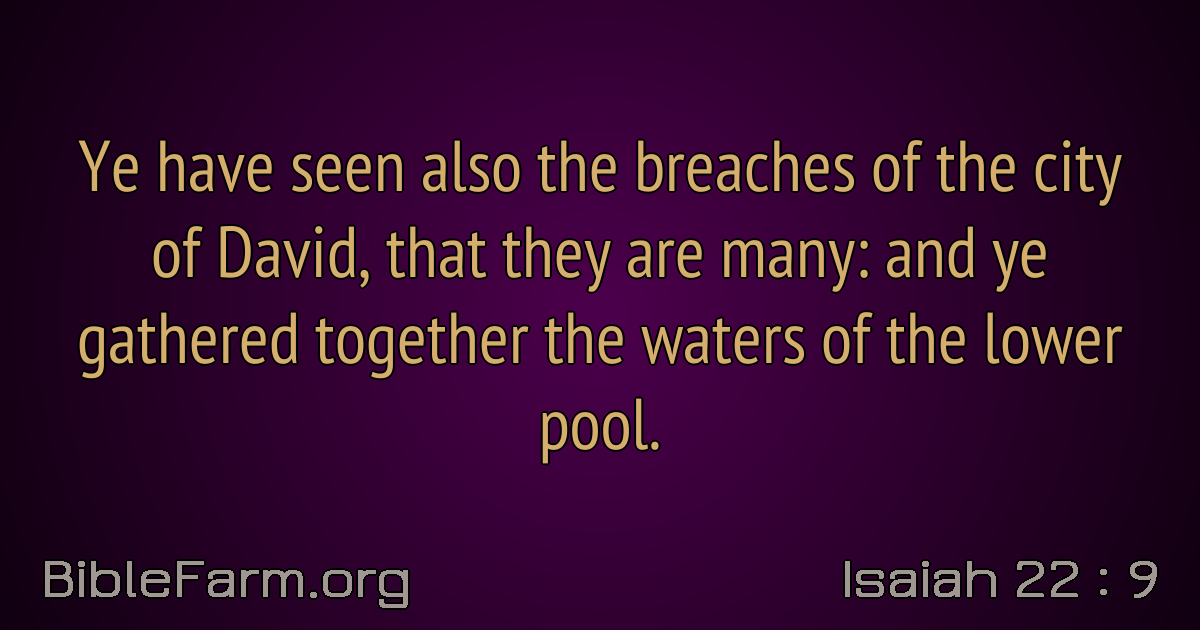 Ye have seen also the breaches of the city
of David, that they are many: and ye
gathered together the waters of the lower
pool.
BibleFarm.org
Isaiah 22 : 9